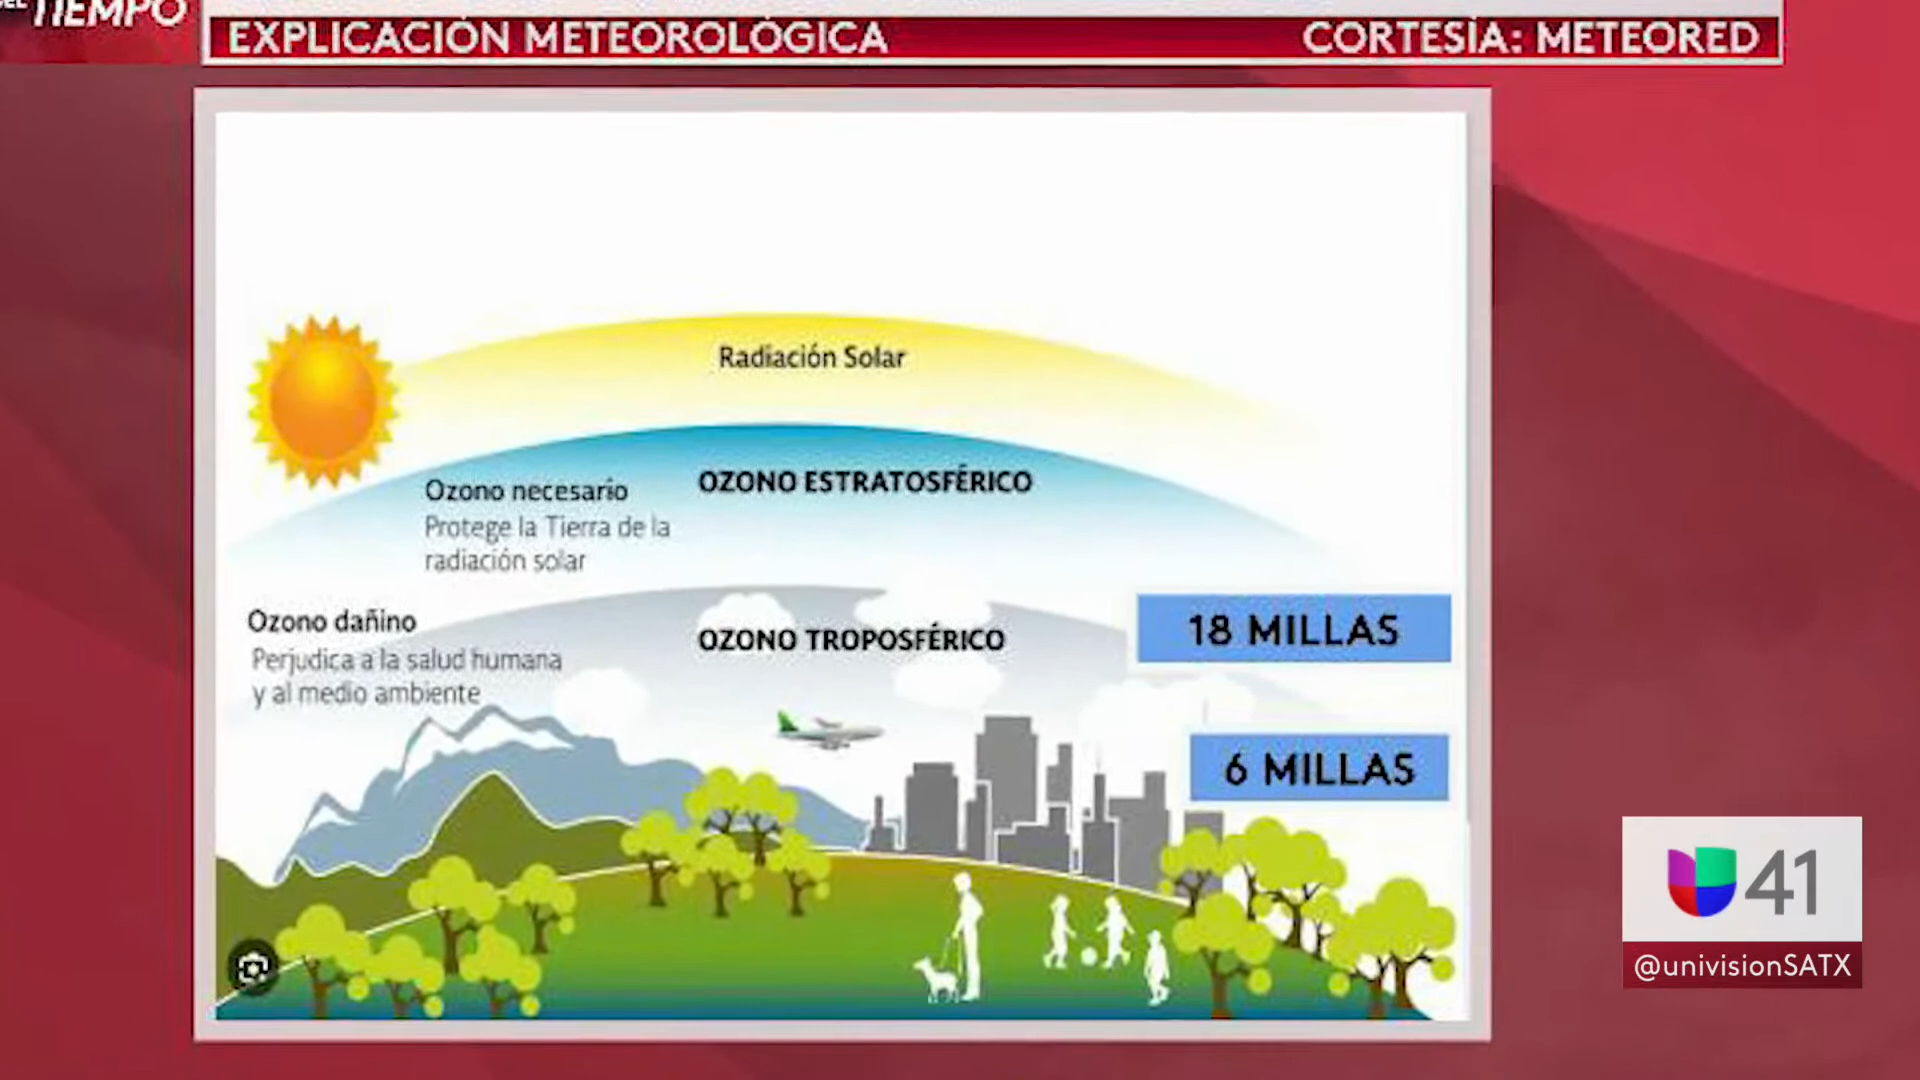 DEL TIEMPO
EXPLICACIÓN METEOROLÓGICA
CORTESÍA: METEORED
Radiación Solar
OZONO ESTRATOSFÉRICO
Ozono necesario
Protege la Tierra de la
radiación solar
Ozono dañino
Perjudica a la salud humana
y al medio ambiente
OZONO TROPOSFÉRICO
18 MILLAS
6 MILLAS
41
@univisionSATX